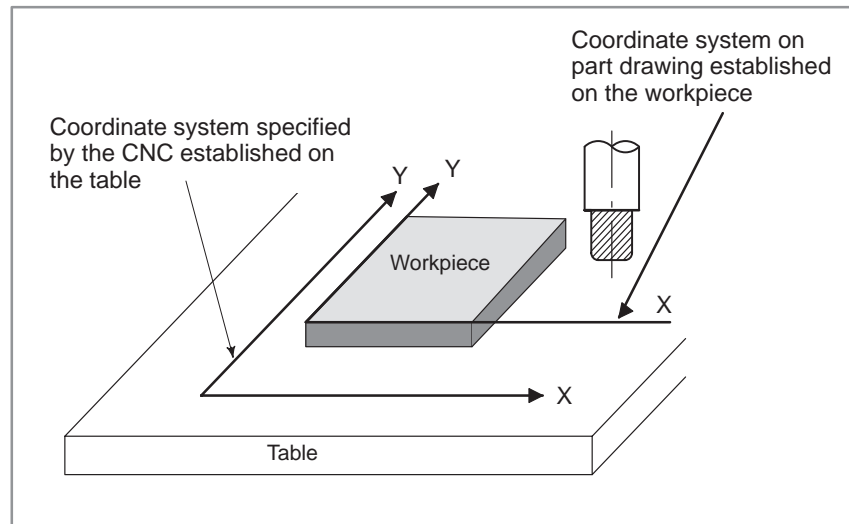 Coordinate system on
part drawing established
on the workpiece
Coordinate system specified
by the CNC established on
the table
Y
Y
Workpiece
X
X
Table